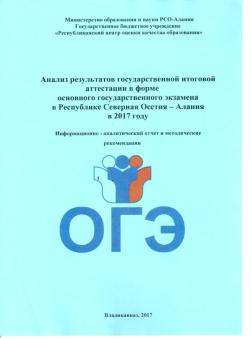 Министерство образования и науки РСО-Алания
Государственное бюджетное учреждение
«Республиканский центр оценки качества образования»
Анализ результатов государственной итоговой
аттестации в форме
основного государственного экзамена
в Республике Северная Осетия – Алания
в 2017 году
Информационно - аналитический отчет и методические
рекомендации
ОГЭ
Владикавказ, 2017